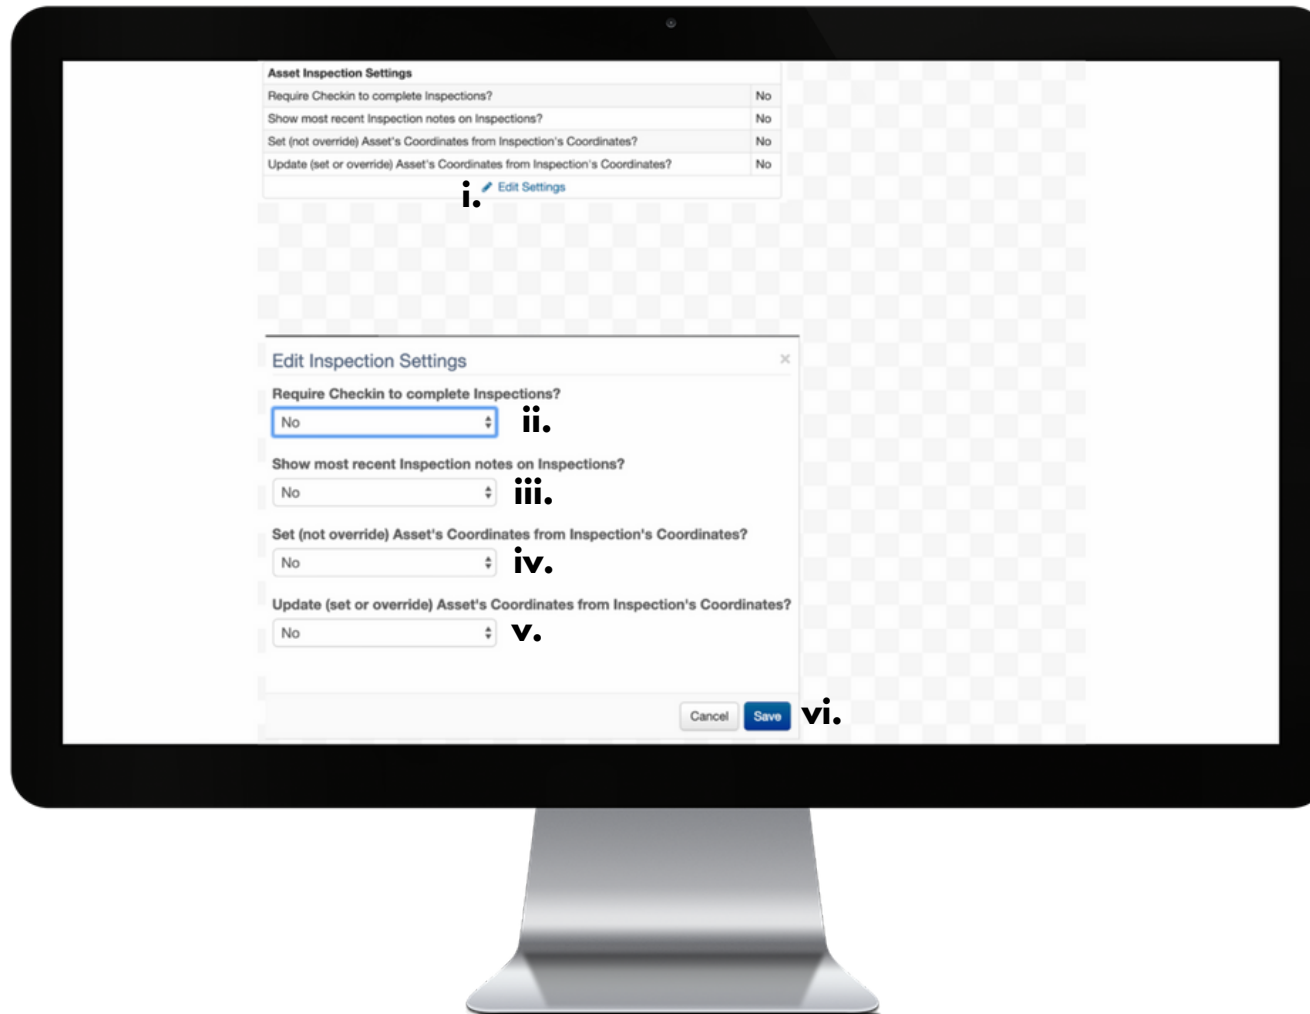 Asset Inspection Settings
Require Checkin to complete Inspections? No
Show most recent Inspection notes on Inspections? No
Set (not override) Asset's Coordinates from Inspection's Coordinates? No
Update (set or override) Asset's Coordinates from Inspection's Coordinates? No
i. Edit Settings
Edit Inspection Settings ×
Require Checkin to complete Inspections?
No ii.
Show most recent Inspection notes on Inspections?
No iii.
Set (not override) Asset's Coordinates from Inspection's Coordinates?
No iv.
Update (set or override) Asset's Coordinates from Inspection's Coordinates?
No v.
Cancel Save vi.